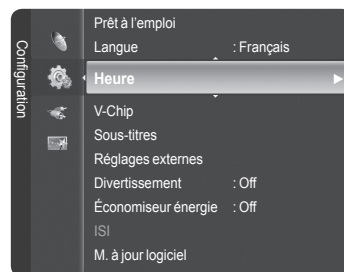 Configuration
Prêt à l'emploi
Langue : Français
Heure
V-Chip
Sous-titres
Réglages externes
Divertissement : Off
Économiseur énergie : Off
ISI
M. à jour logiciel